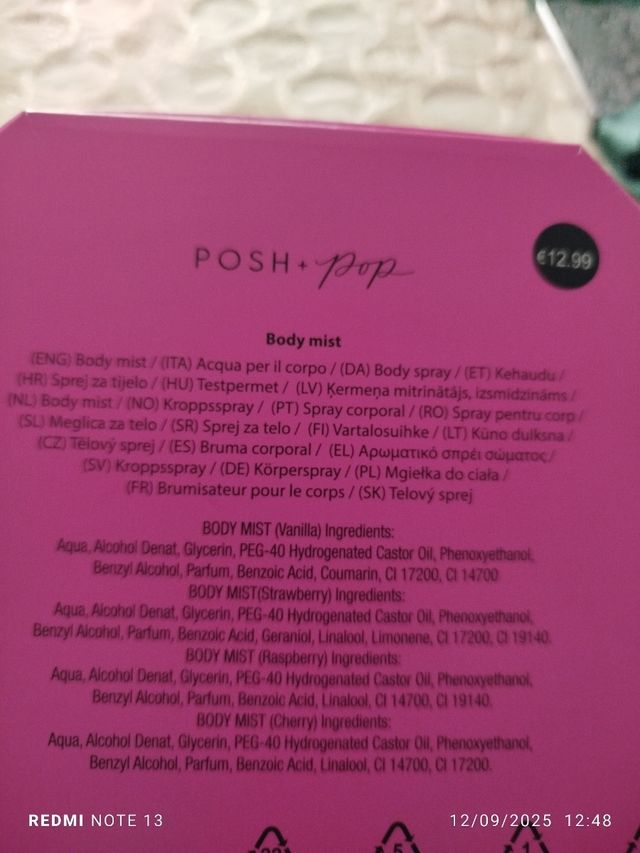 POSH + pop
€12.99
Body mist
(ENG) Body mist / (ITA) Acqua per il corpo / (DA) Body spray / (ET) Kehaudu /
(HR) Sprej za tijelo / (HU) Testpermet / (LV) Ķermeņa mitrinātājs, izsmidzināms /
(NL) Body mist / (NO) Kroppsspray / (PT) Spray corporal / (RO) Spray pentru corp /
(SL) Meglica za telo / (SR) Sprej za telo / (FI) Vartalosuihke / (LT) Kūno dulksna /
(CZ) Tělový sprej / (ES) Bruma corporal / (EL) Αρωματικό σπρέι σώματος /
(SV) Kroppsspray / (DE) Körperspray / (PL) Mgiełka do ciała /
(FR) Brumisateur pour le corps / (SK) Telový sprej
BODY MIST (Vanilla) Ingredients:
Aqua, Alcohol Denat, Glycerin, PEG-40 Hydrogenated Castor Oil, Phenoxyethanol,
Benzyl Alcohol, Parfum, Benzoic Acid, Coumarin, CI 17200, CI 14700
BODY MIST(Strawberry) Ingredients:
Aqua, Alcohol Denat, Glycerin, PEG-40 Hydrogenated Castor Oil, Phenoxyethanol,
Benzyl Alcohol, Parfum, Benzoic Acid, Geraniol, Linalool, Limonene, CI 17200, CI 19140.
BODY MIST (Raspberry) Ingredients:
Aqua, Alcohol Denat, Glycerin, PEG-40 Hydrogenated Castor Oil, Phenoxyethanol,
Benzyl Alcohol, Parfum, Benzoic Acid, Linalool, CI 14700, CI 19140.
BODY MIST (Cherry) Ingredients:
Aqua, Alcohol Denat, Glycerin, PEG-40 Hydrogenated Castor Oil, Phenoxyethanol,
Benzyl Alcohol, Parfum, Benzoic Acid, Linalool, CI 14700, CI 17200.
REDMI NOTE 13
12/09/2025 12:48